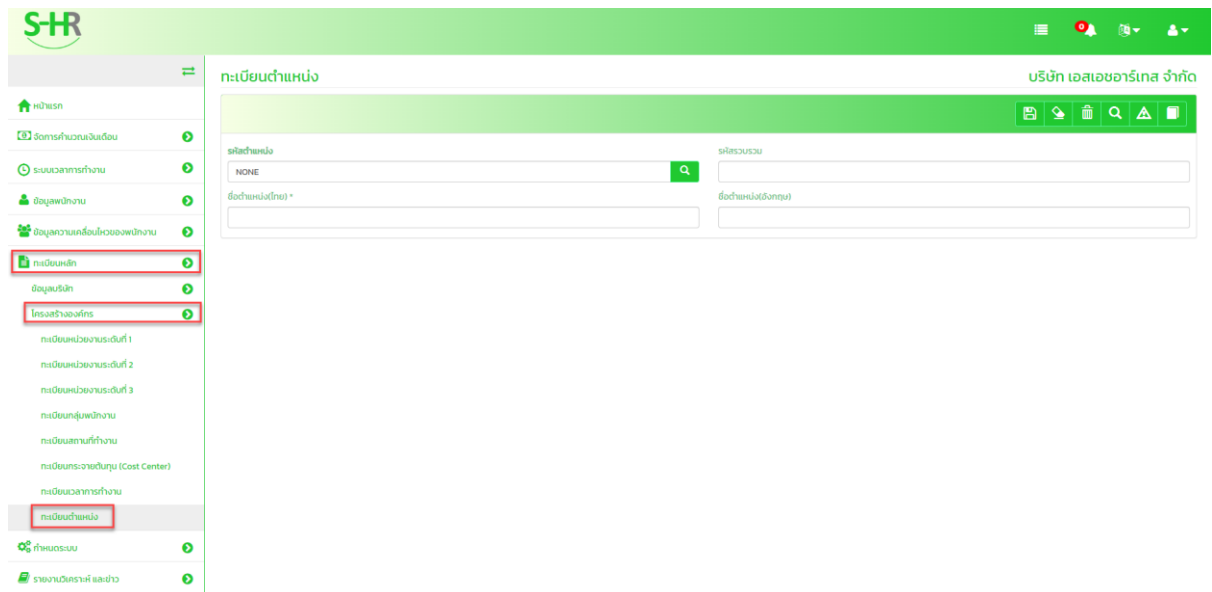 S-HR
0
ทะเบียนตำแหน่ง
บริษัท เอสเอชอาร์เทส จำกัด
หน้าแรก
จัดการคำนวณเงินเดือน
ระบบเวลาการทำงาน
ข้อมูลพนักงาน
ข้อมูลความเคลื่อนไหวของพนักงาน
ทะเบียนหลัก
ข้อมูลบริษัท
โครงสร้างองค์กร
ทะเบียนหน่วยงานระดับที่ 1
ทะเบียนหน่วยงานระดับที่ 2
ทะเบียนหน่วยงานระดับที่ 3
ทะเบียนกลุ่มพนักงาน
ทะเบียนสถานที่ทำงาน
ทะเบียนกระจายต้นทุน (Cost Center)
ทะเบียนเวลาการทำงาน
ทะเบียนตำแหน่ง
กำหนดระบบ
รายงานวิเคราะห์ และข่าว
รหัสตำแหน่ง
รหัสรวบรวม
NONE
ชื่อตำแหน่ง(ไทย) *
ชื่อตำแหน่ง(อังกฤษ)